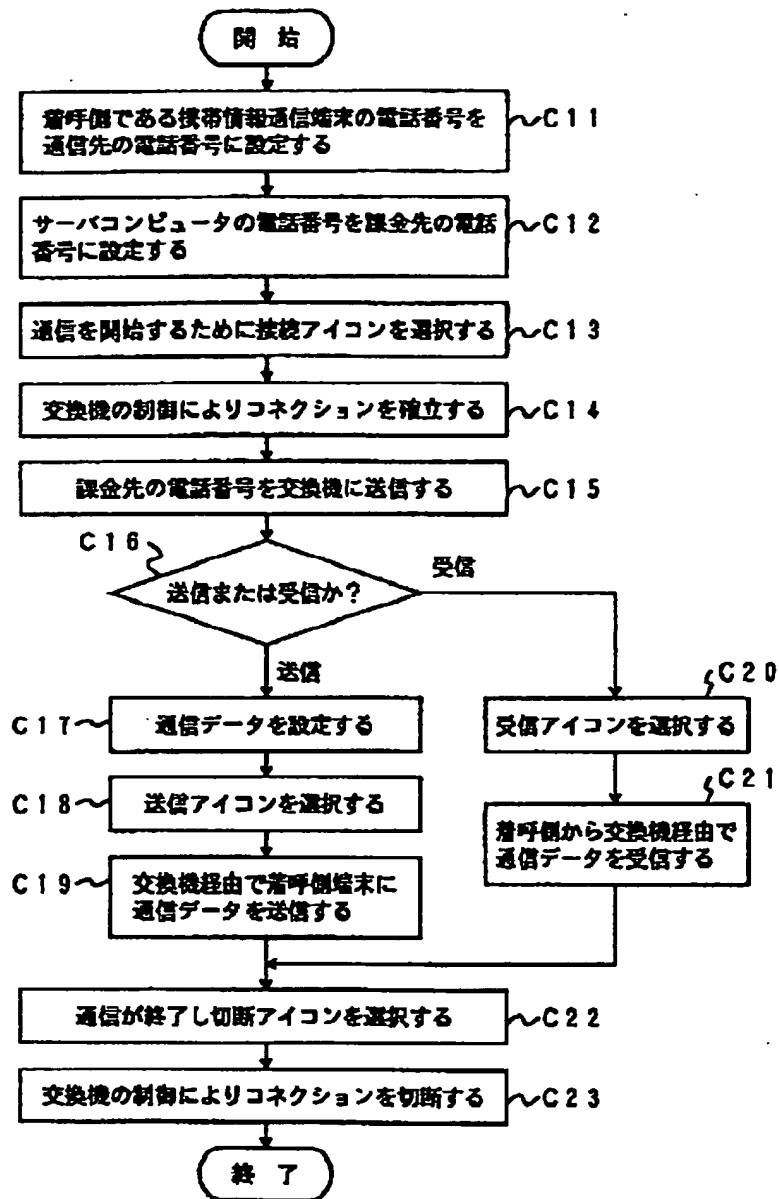 開 始
着呼側である携帯情報通信端末の電話番号を
通信先の電話番号に設定する
C11
サーバコンピュータの電話番号を課金先の電話
番号に設定する
C12
通信を開始するために接続アイコンを選択する
C13
交換機の制御によりコネクションを確立する
C14
課金先の電話番号を交換機に送信する
C15
C16
送信または受信か?
受信
送信
C17
通信データを設定する
C18
送信アイコンを選択する
C19
交換機経由で着呼側端末に
通信データを送信する
C20
受信アイコンを選択する
C21
着呼側から交換機経由で
通信データを受信する
通信が終了し切断アイコンを選択する
C22
交換機の制御によりコネクションを切断する
C23
終 了